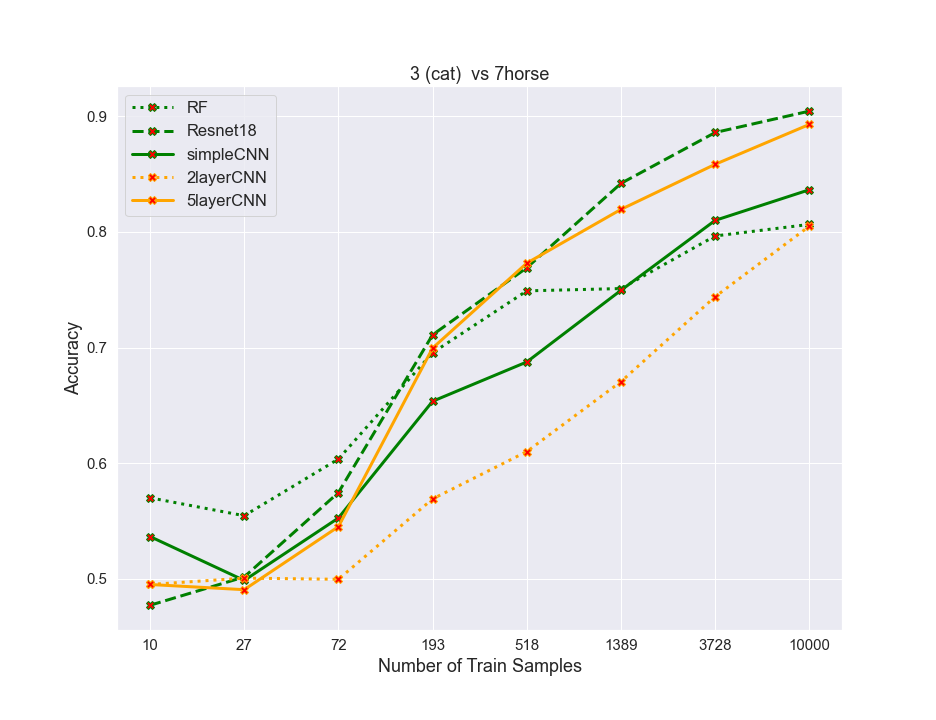 3 (cat)  vs 7horse
RF
Resnet18
simpleCNN
2layerCNN
5layerCNN
0.9
0.8
0.7
0.6
0.5
Accuracy
10 27 72 193 518 1389 3728 10000
Number of Train Samples